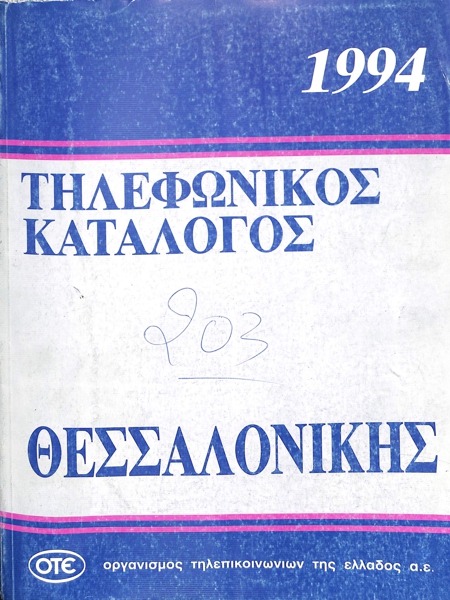 1994
ΤΗΛΕΦΩΝΙΚΟΣ
ΚΑΤΑΛΟΓΟΣ
203
ΘΕΣΣΑΛΟΝΙΚΗΣ
ΟΤΕ οργανισμος τηλεπικοινωνιων της ελλαδος α.ε.